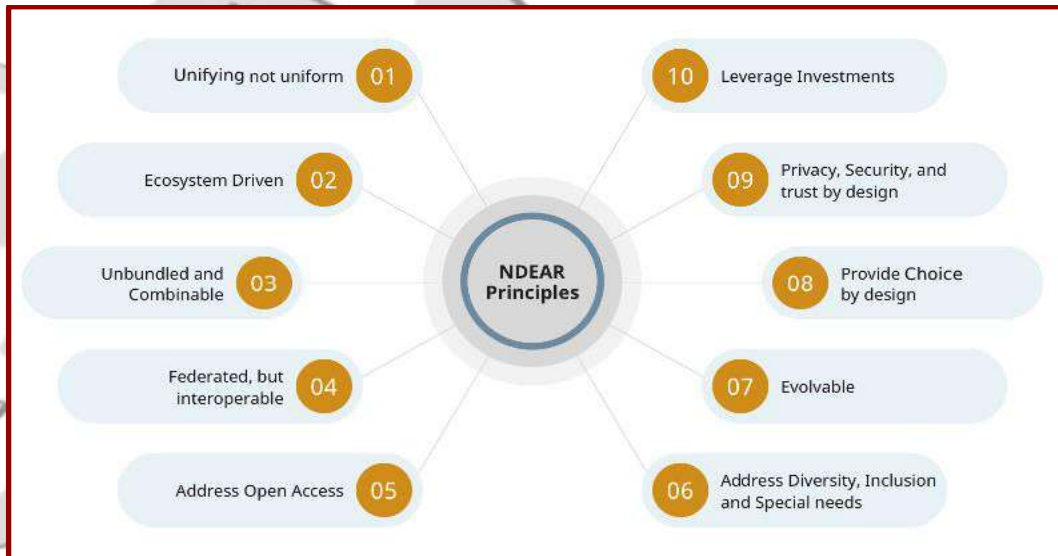 Unifying not uniform 01
Ecosystem Driven 02
Unbundled and
Combinable 03
Federated, but
interoperable 04
Address Open Access 05
NDEAR
Principles
10 Leverage Investments
09 Privacy, Security, and
trust by design
08 Provide Choice
by design
07 Evolvable
06 Address Diversity, Inclusion
and Special needs